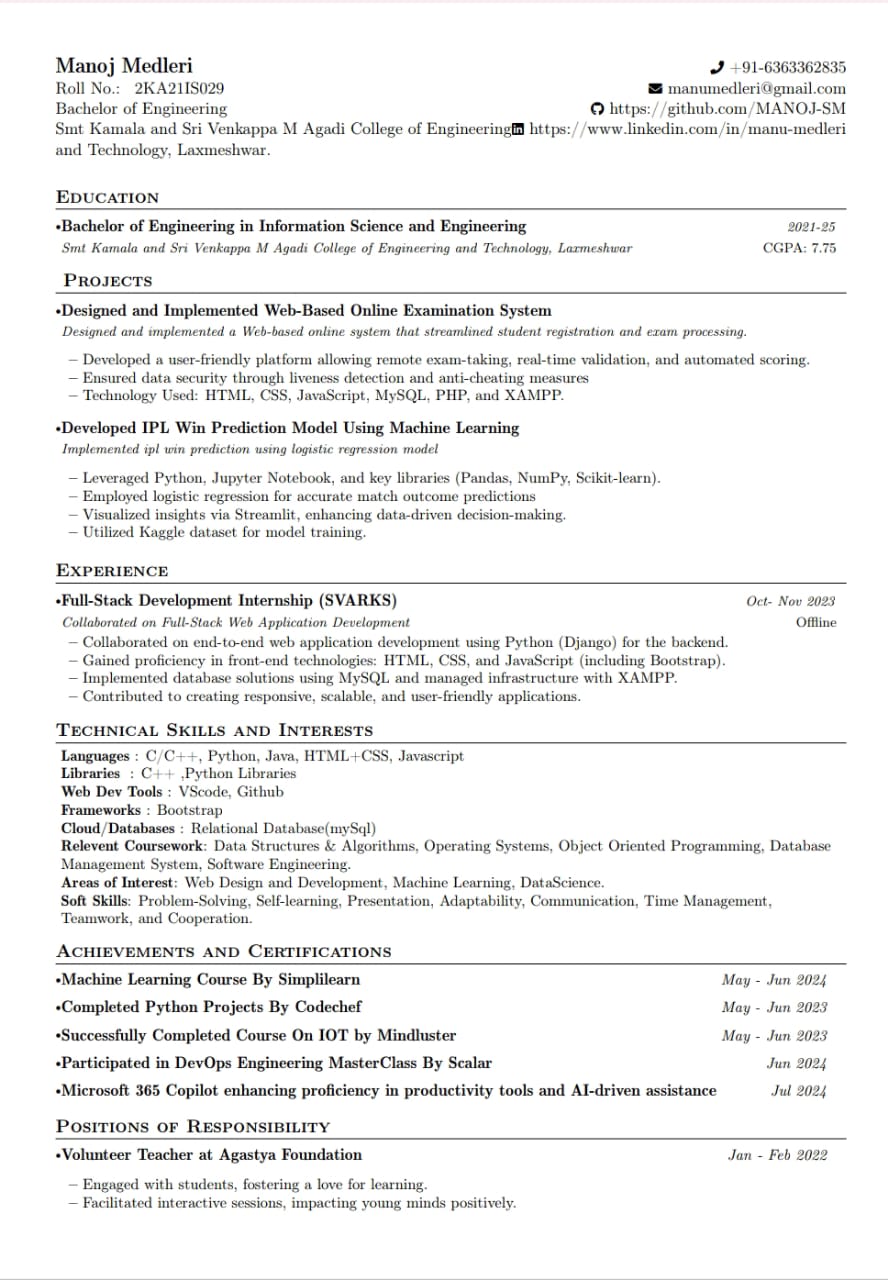 Manoj Medleri
+91-6363362835
Roll No.: 2KA21IS029
manumedleri@gmail.com
Bachelor of Engineering
https://github.com/MANOJ-SM
Smt Kamala and Sri Venkappa M Agadi College of Engineering
https://www.linkedin.com/in/manu-medleri
and Technology, Laxmeshwar.
EDUCATION
•Bachelor of Engineering in Information Science and Engineering 2021-25
Smt Kamala and Sri Venkappa M Agadi College of Engineering and Technology, Laxmeshwar CGPA: 7.75
PROJECTS
•Designed and Implemented Web-Based Online Examination System
Designed and implemented a Web-based online system that streamlined student registration and exam processing.
– Developed a user-friendly platform allowing remote exam-taking, real-time validation, and automated scoring.
– Ensured data security through liveness detection and anti-cheating measures
– Technology Used: HTML, CSS, JavaScript, MySQL, PHP, and XAMPP.
•Developed IPL Win Prediction Model Using Machine Learning
Implemented ipl win prediction using logistic regression model
– Leveraged Python, Jupyter Notebook, and key libraries (Pandas, NumPy, Scikit-learn).
– Employed logistic regression for accurate match outcome predictions
– Visualized insights via Streamlit, enhancing data-driven decision-making.
– Utilized Kaggle dataset for model training.
EXPERIENCE
•Full-Stack Development Internship (SVARKS) Oct- Nov 2023
Collaborated on Full-Stack Web Application Development Offline
– Collaborated on end-to-end web application development using Python (Django) for the backend.
– Gained proficiency in front-end technologies: HTML, CSS, and JavaScript (including Bootstrap).
– Implemented database solutions using MySQL and managed infrastructure with XAMPP.
– Contributed to creating responsive, scalable, and user-friendly applications.
TECHNICAL SKILLS AND INTERESTS
Languages : C/C++, Python, Java, HTML+CSS, Javascript
Libraries : C++ ,Python Libraries
Web Dev Tools : VScode, Github
Frameworks : Bootstrap
Cloud/Databases : Relational Database(mySql)
Relevent Coursework: Data Structures & Algorithms, Operating Systems, Object Oriented Programming, Database
Management System, Software Engineering.
Areas of Interest: Web Design and Development, Machine Learning, DataScience.
Soft Skills: Problem-Solving, Self-learning, Presentation, Adaptability, Communication, Time Management,
Teamwork, and Cooperation.
ACHIEVEMENTS AND CERTIFICATIONS
•Machine Learning Course By Simplilearn May - Jun 2024
•Completed Python Projects By Codechef May - Jun 2023
•Successfully Completed Course On IOT by Mindluster May - Jun 2023
•Participated in DevOps Engineering MasterClass By Scalar Jun 2024
•Microsoft 365 Copilot enhancing proficiency in productivity tools and AI-driven assistance Jul 2024
POSITIONS OF RESPONSIBILITY
•Volunteer Teacher at Agastya Foundation Jan - Feb 2022
– Engaged with students, fostering a love for learning.
– Facilitated interactive sessions, impacting young minds positively.